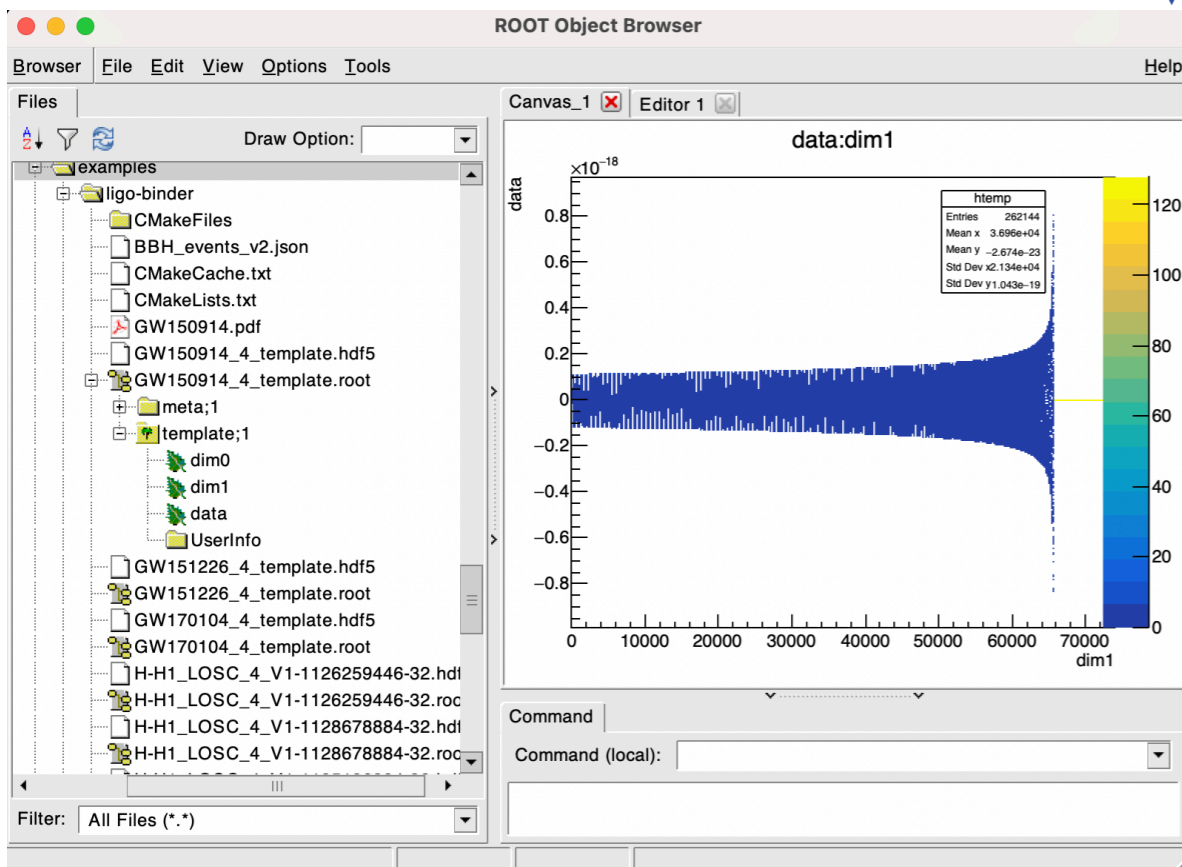 ROOT Object Browser
Browser File Edit View Options Tools Help
Files
Draw Option:
examples
ligo-binder
CMakeFiles
BBH_events_v2.json
CMakeCache.txt
CMakeLists.txt
GW150914.pdf
GW150914_4_template.hdf5
GW150914_4_template.root
meta;1
template;1
dim0
dim1
data
UserInfo
GW151226_4_template.hdf5
GW151226_4_template.root
GW170104_4_template.hdf5
GW170104_4_template.root
H-H1_LOSC_4_V1-1126259446-32.hdf
H-H1_LOSC_4_V1-1126259446-32.roo
H-H1_LOSC_4_V1-1128678884-32.hdf
H-H1_LOSC_4_V1-1128678884-32.roo
Filter: All Files (*.*)
Canvas_1 Editor 1
data:dim1
×10⁻¹⁸
data
0.8
0.6
0.4
0.2
0
−0.2
−0.4
−0.6
−0.8
htemp
Entries 262144
Mean x 3.696e+04
Mean y −2.674e−23
Std Dev x 2.134e+04
Std Dev y 1.043e−19
120
100
80
60
40
20
0
0 10000 20000 30000 40000 50000 60000 70000
dim1
Command
Command (local):